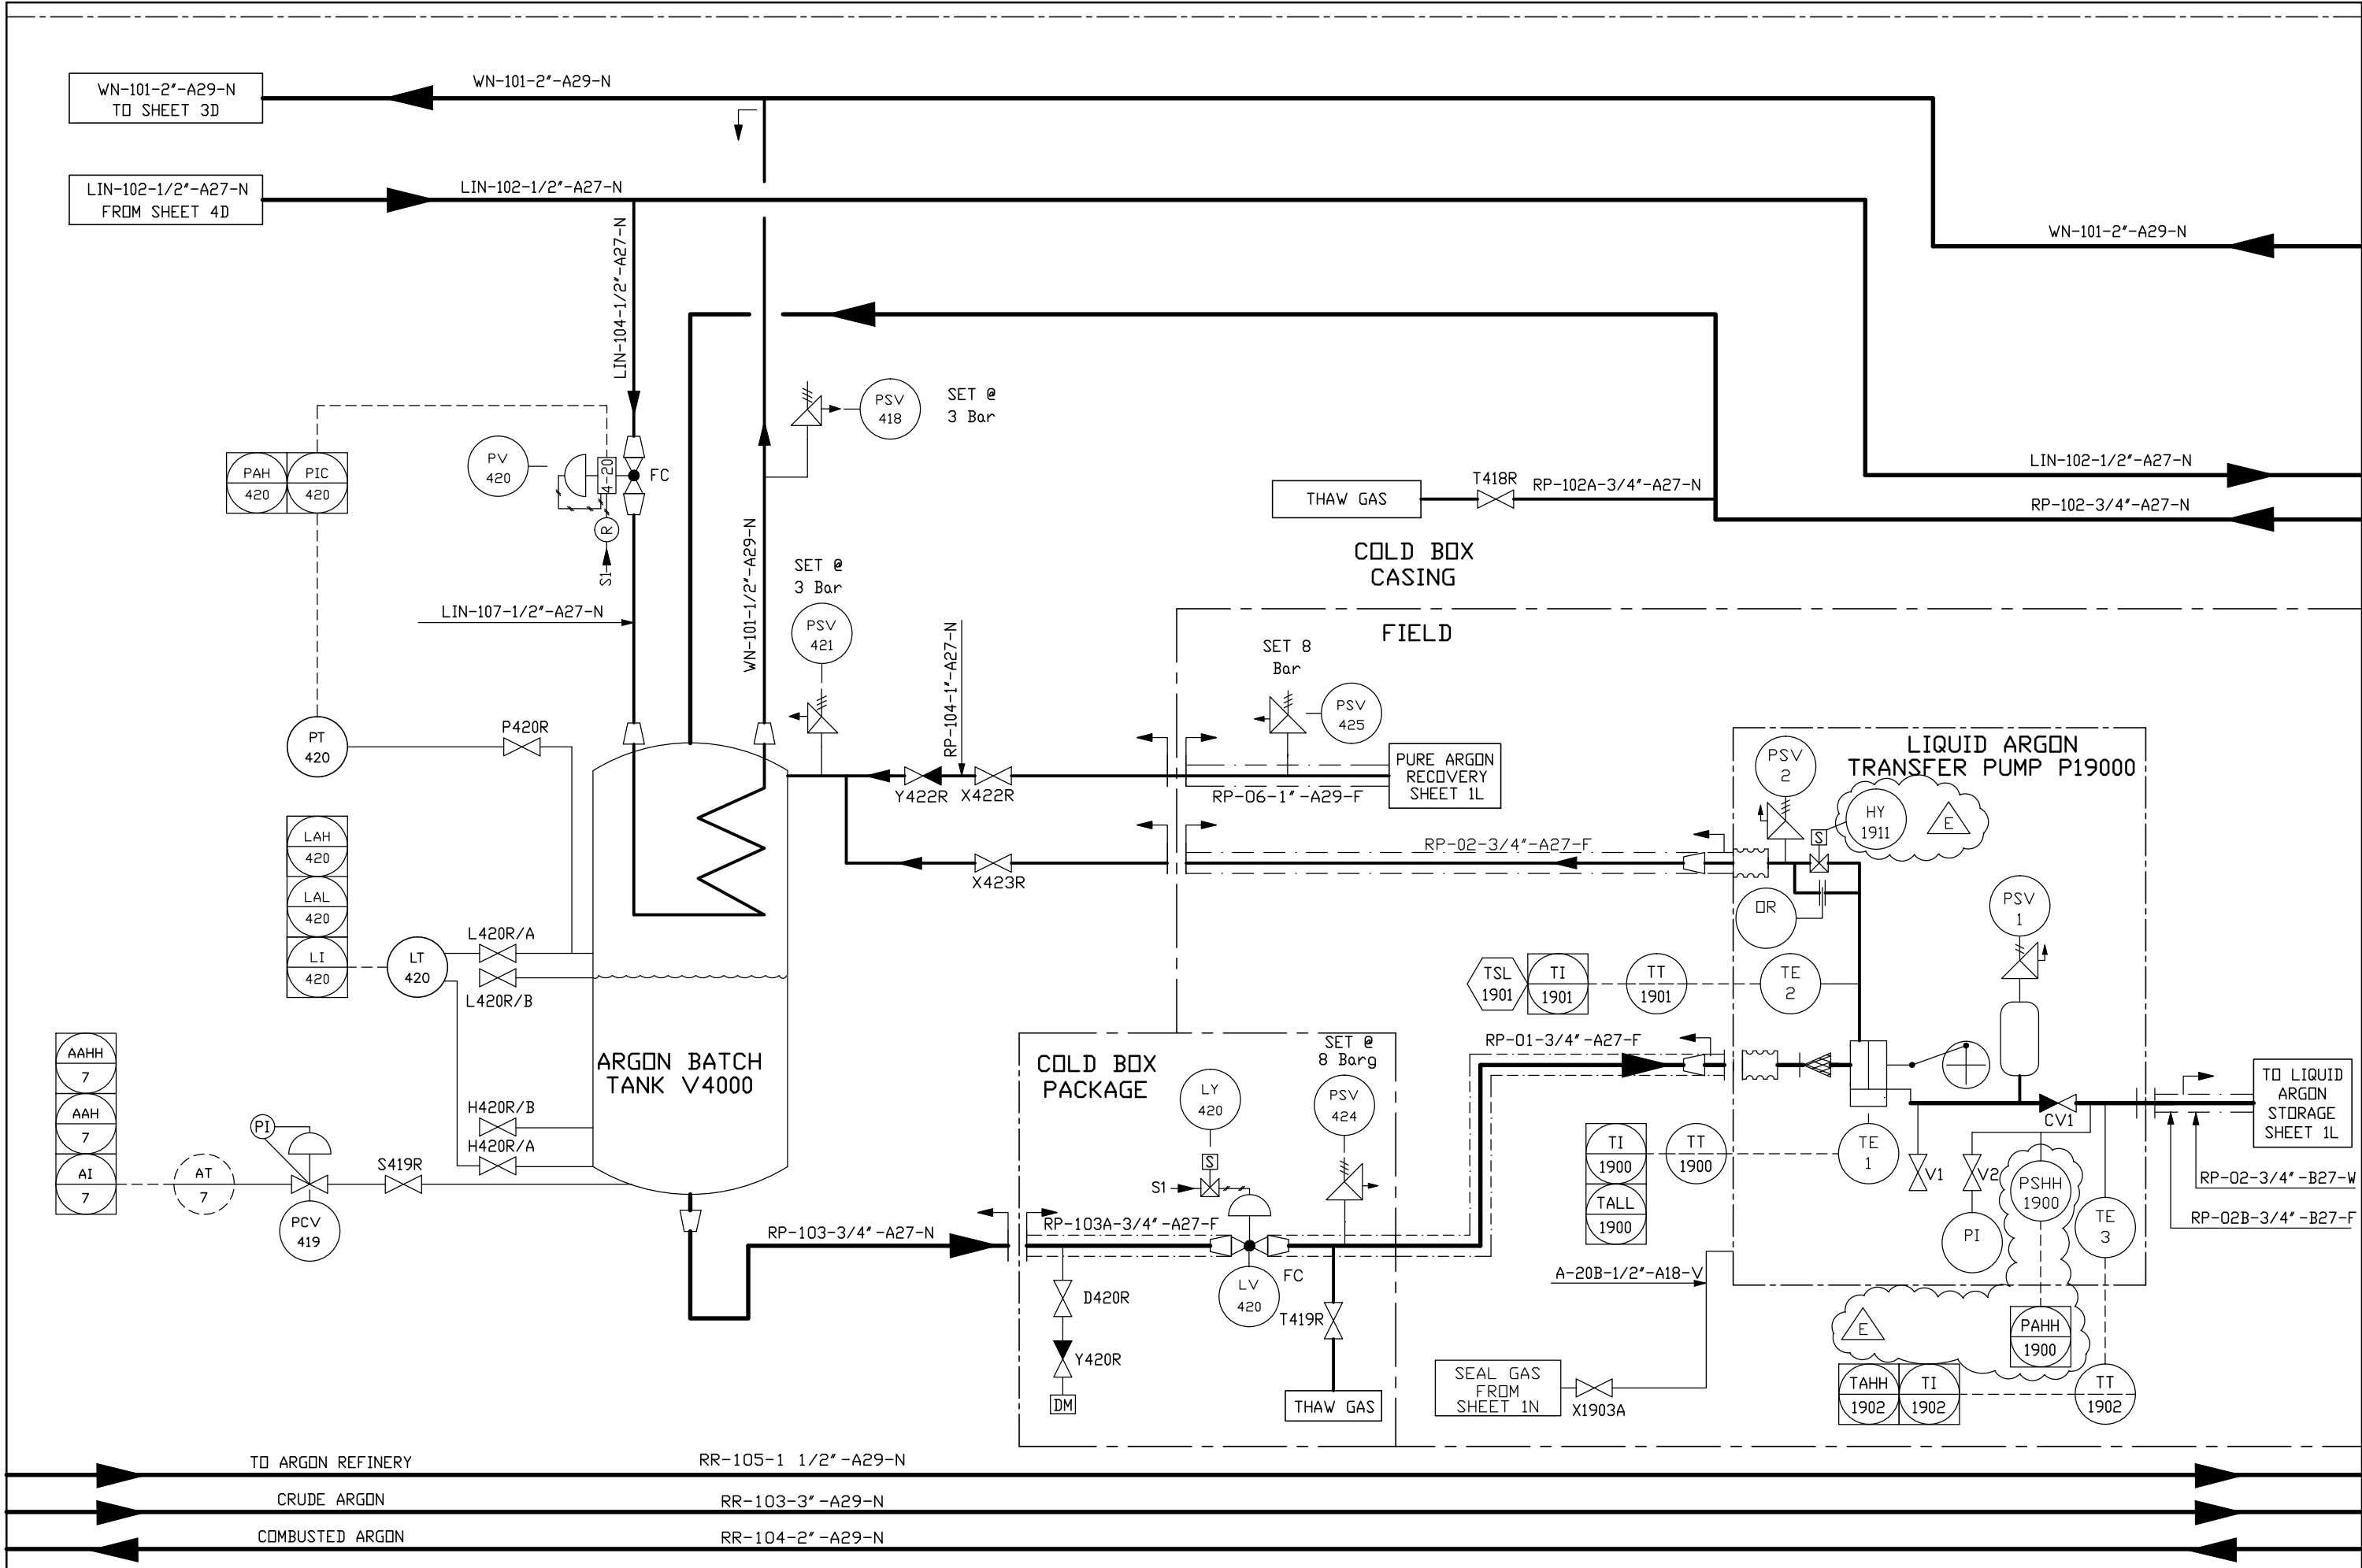 WN-101-2"-A29-N
TO SHEET 3D
WN-101-2"-A29-N
LIN-102-1/2"-A27-N
FROM SHEET 4D
LIN-102-1/2"-A27-N
WN-101-2"-A29-N
LIN-104-1/2"-A27-N
PSV
418
SET @
3 Bar
PAH
420
PIC
420
PV
420
4-20
FC
R
S1
LIN-102-1/2"-A27-N
THAW GAS
T418R
RP-102A-3/4"-A27-N
RP-102-3/4"-A27-N
COLD BOX
CASING
WN-101-1/2"-A29-N
SET @
3 Bar
PSV
421
LIN-107-1/2"-A27-N
RP-104-1"-A27-N
FIELD
SET 8
Bar
PSV
425
PT
420
P420R
Y422R
X422R
RP-06-1"-A29-F
PURE ARGON
RECOVERY
SHEET 1L
LIQUID ARGON
TRANSFER PUMP P19000
PSV
2
HY
1911
E
S
LAH
420
LAL
420
LI
420
LT
420
L420R/A
L420R/B
X423R
RP-02-3/4"-A27-F
OR
PSV
1
TSL
1901
TI
1901
TT
1901
TE
2
AAHH
7
AAH
7
AI
7
AT
7
PI
PCV
419
S419R
H420R/B
H420R/A
ARGON BATCH
TANK V4000
COLD BOX
PACKAGE
SET @
8 Barg
LY
420
PSV
424
S
S1
RP-01-3/4"-A27-F
TI
1900
TALL
1900
TT
1900
TE
1
V1
V2
CV1
PI
PSHH
1900
TE
3
TO LIQUID
ARGON
STORAGE
SHEET 1L
RP-02-3/4"-B27-W
RP-02B-3/4"-B27-F
RP-103-3/4"-A27-N
RP-103A-3/4"-A27-F
FC
LV
420
D420R
Y420R
DM
T419R
THAW GAS
A-20B-1/2"-A18-V
SEAL GAS
FROM
SHEET 1N
X1903A
E
PAHH
1900
TAHH
1902
TI
1902
TT
1902
TO ARGON REFINERY
RR-105-1 1/2"-A29-N
CRUDE ARGON
RR-103-3"-A29-N
COMBUSTED ARGON
RR-104-2"-A29-N